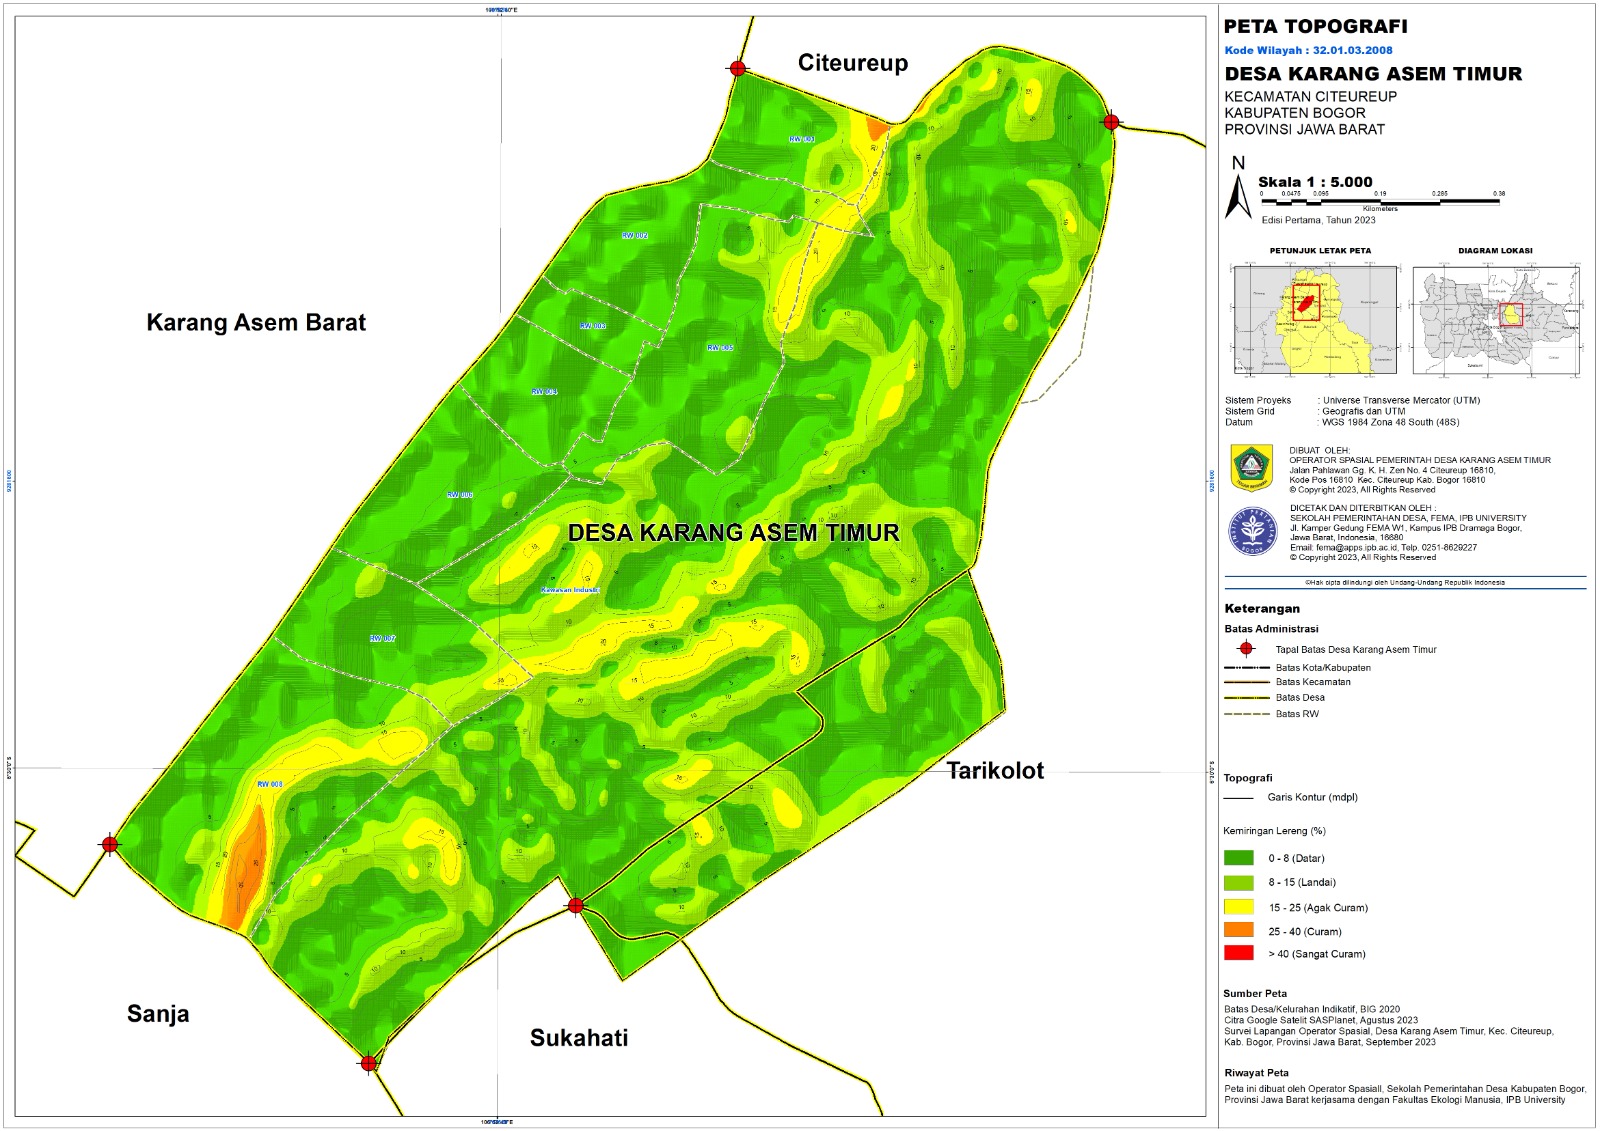 Citeureup
Karang Asem Barat
DESA KARANG ASEM TIMUR
Tarikolot
Sanja
Sukahati
RW 001
RW 002
RW 003
RW 004
RW 005
RW 006
Kawasan Industri
RW 007
RW 008
PETA TOPOGRAFI
Kode Wilayah : 32.01.03.2008
DESA KARANG ASEM TIMUR
KECAMATAN CITEUREUP
KABUPATEN BOGOR
PROVINSI JAWA BARAT
N
Skala 1 : 5.000
0 0.0475 0.095 0.19 0.285 0.38
Kilometers
Edisi Pertama, Tahun 2023
PETUNJUK LETAK PETA
DIAGRAM LOKASI
Sistem Proyeks : Universe Transverse Mercator (UTM)
Sistem Grid : Geografis dan UTM
Datum : WGS 1984 Zona 48 South (48S)
DIBUAT OLEH:
OPERATOR SPASIAL PEMERINTAH DESA KARANG ASEM TIMUR
Jalan Pahlawan Gg. K. H. Zen No. 4 Citeureup 16810,
Kode Pos 16810 Kec. Citeureup Kab. Bogor 16810
© Copyright 2023, All Rights Reserved
DICETAK DAN DITERBITKAN OLEH :
SEKOLAH PEMERINTAHAN DESA, FEMA, IPB UNIVERSITY
Jl. Kamper Gedung FEMA W1, Kampus IPB Dramaga Bogor,
Jawa Barat, Indonesia, 16680
Email: fema@apps.ipb.ac.id, Telp. 0251-8629227
© Copyright 2023, All Rights Reserved
©Hak cipta dilindungi oleh Undang-Undang Republik Indonesia
Keterangan
Batas Administrasi
Tapal Batas Desa Karang Asem Timur
Batas Kota/Kabupaten
Batas Kecamatan
Batas Desa
Batas RW
Topografi
Garis Kontur (mdpl)
Kemiringan Lereng (%)
0 - 8 (Datar)
8 - 15 (Landai)
15 - 25 (Agak Curam)
25 - 40 (Curam)
> 40 (Sangat Curam)
Sumber Peta
Batas Desa/Kelurahan Indikatif, BIG 2020
Citra Google Satelit SASPlanet, Agustus 2023
Survei Lapangan Operator Spasial, Desa Karang Asem Timur, Kec. Citeureup,
Kab. Bogor, Provinsi Jawa Barat, September 2023
Riwayat Peta
Peta ini dibuat oleh Operator Spasiall, Sekolah Pemerintahan Desa Kabupaten Bogor,
Provinsi Jawa Barat kerjasama dengan Fakultas Ekologi Manusia, IPB University